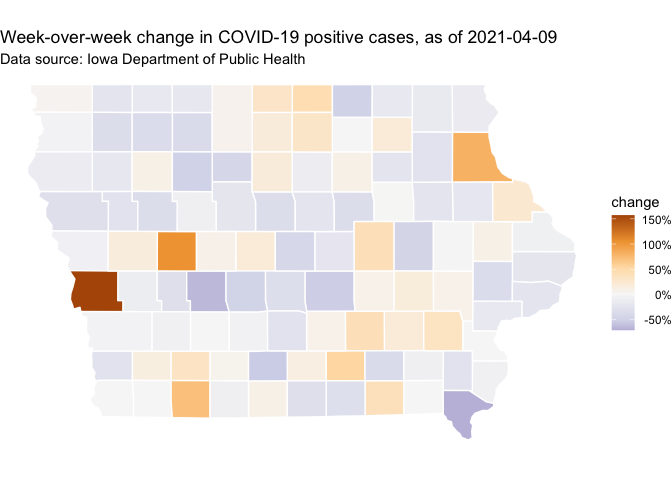 Week-over-week change in COVID-19 positive cases, as of 2021-04-09
Data source: Iowa Department of Public Health
change
150%
100%
50%
0%
-50%